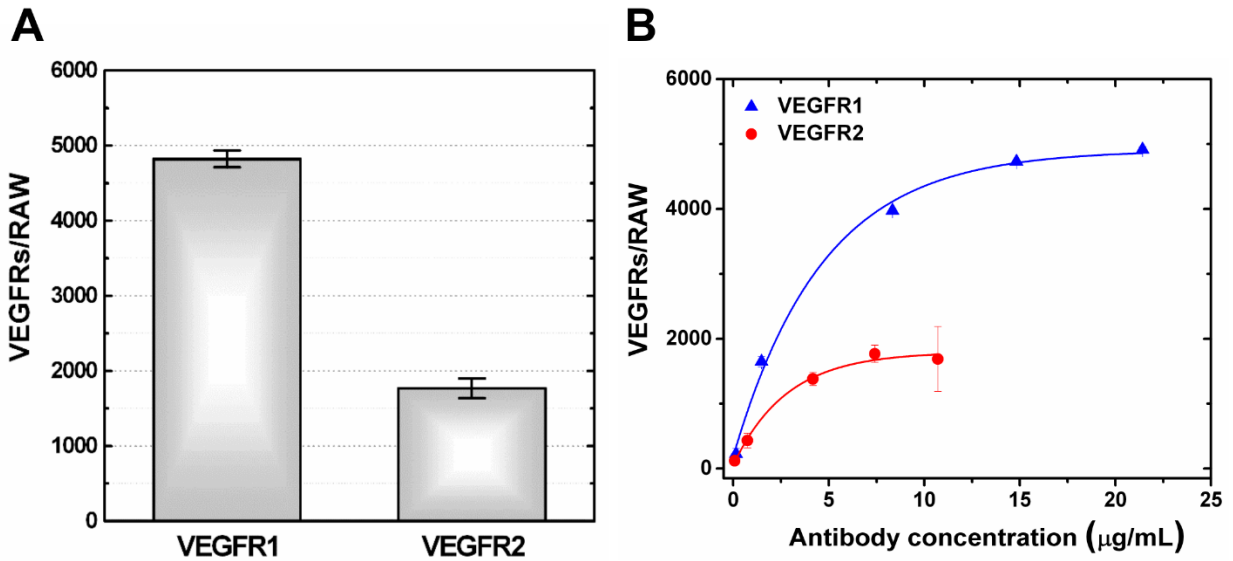 A
VEGFRs/RAW
6000
5000
4000
3000
2000
1000
0
VEGFR1
VEGFR2
B
VEGFRs/RAW
6000
4000
2000
0
VEGFR1
VEGFR2
0
5
10
15
20
25
Antibody concentration (μg/mL)